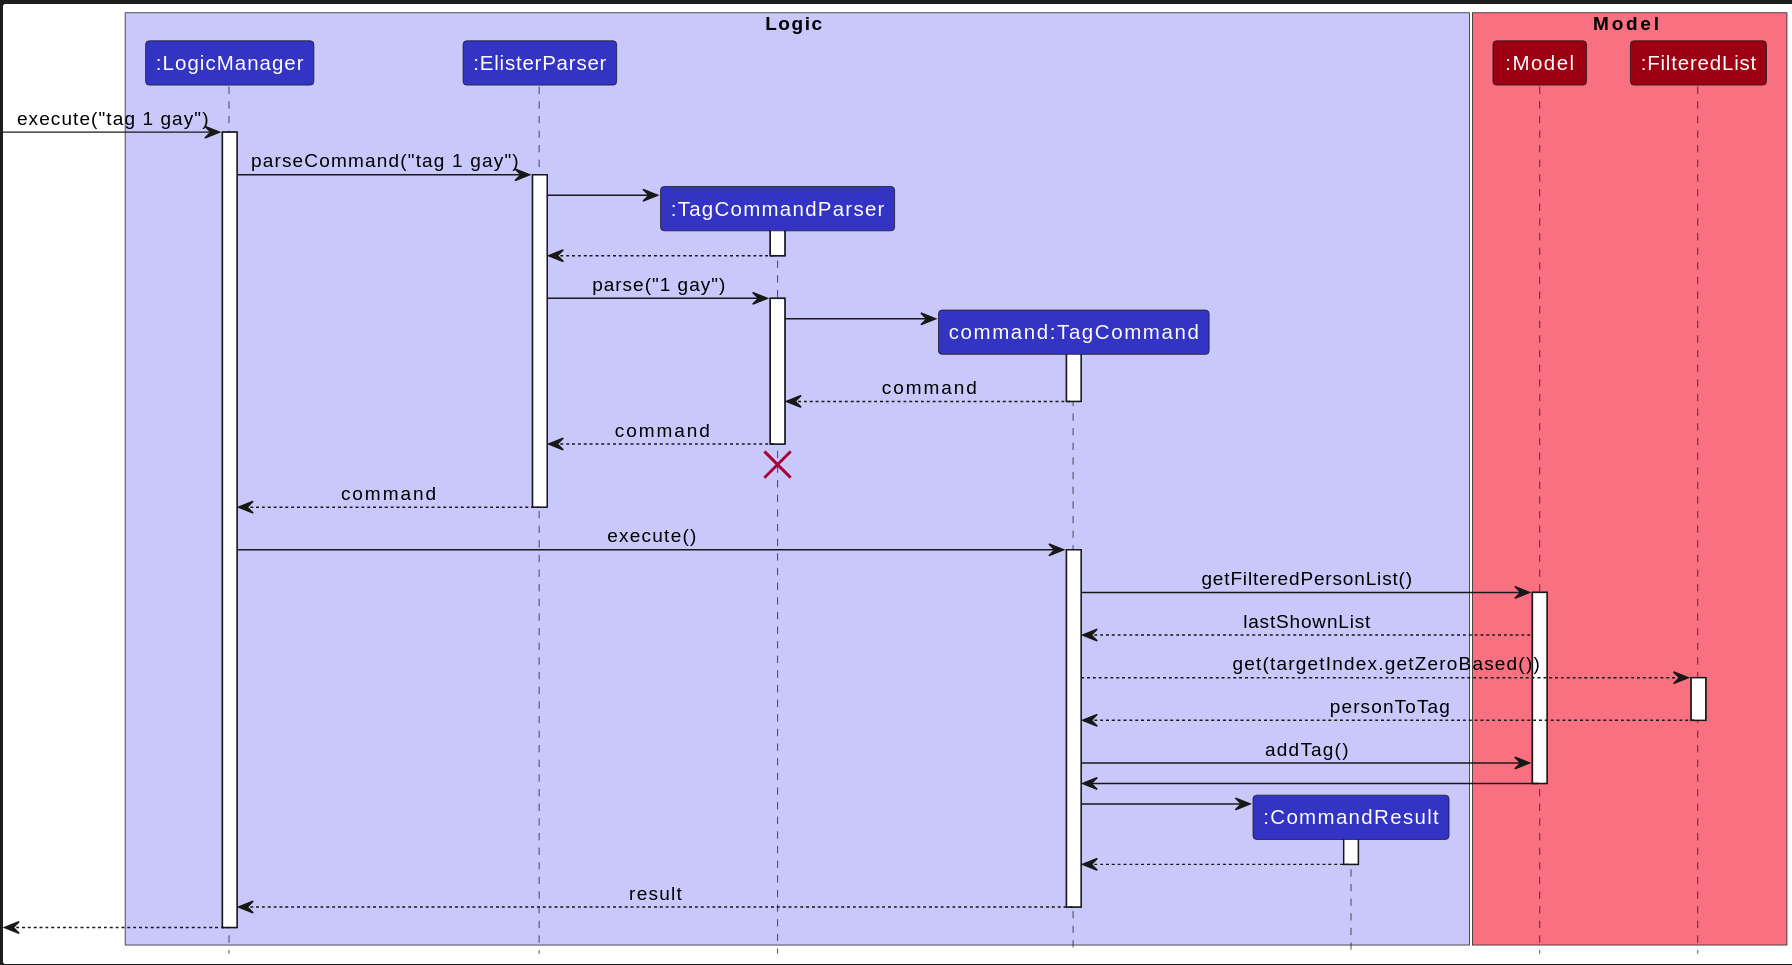 Logic
Model
:LogicManager
:ElisterParser
:Model
:FilteredList
execute("tag 1 gay")
parseCommand("tag 1 gay")
:TagCommandParser
parse("1 gay")
command:TagCommand
command
command
command
execute()
getFilteredPersonList()
lastShownList
get(targetIndex.getZeroBased())
personToTag
addTag()
:CommandResult
result